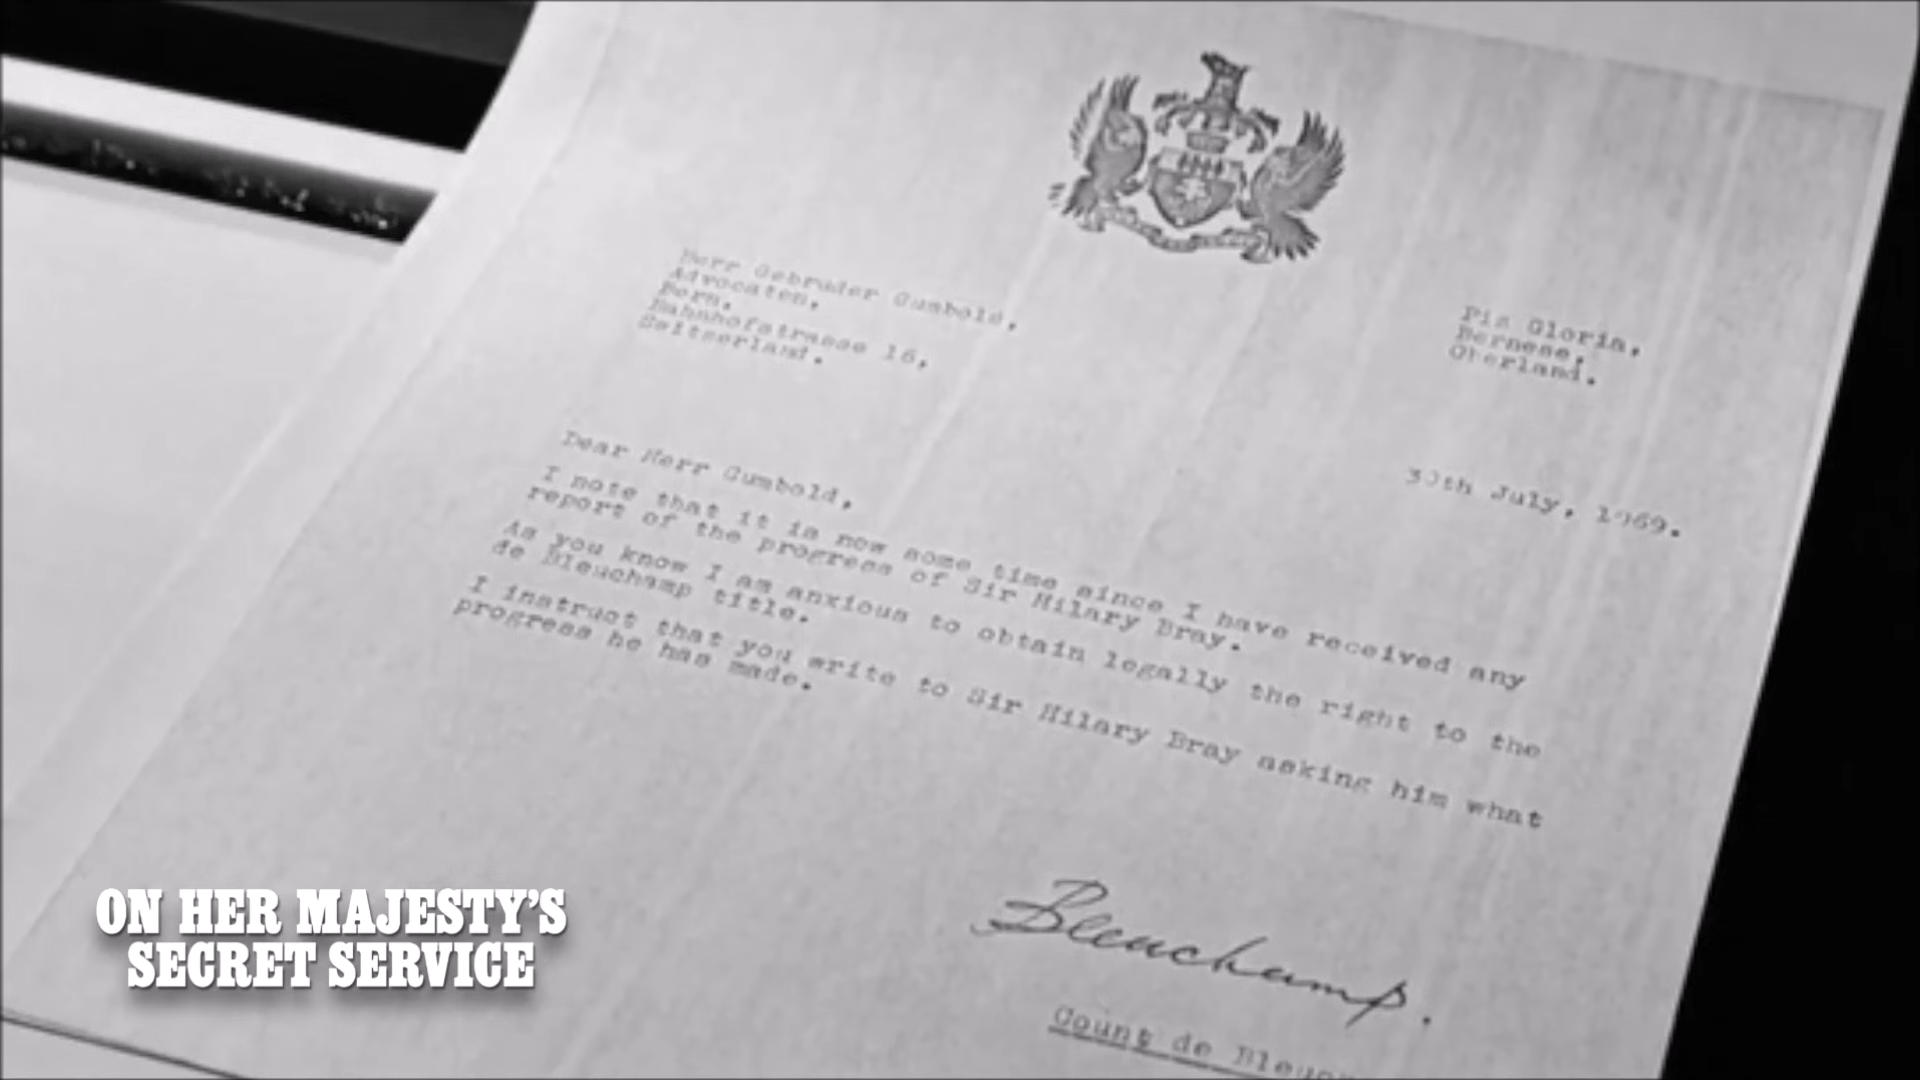 Herr Gebruder Gumbold,
Advocaten,
Bern,
Bahnhofstrasse 16,
Switzerland.
Piz Gloria,
Bernese,
Oberland.
30th July, 1969.
Dear Herr Gumbold,
I note that it is now some time since I have received any
report of the progress of Sir Hilary Bray.
As you know I am anxious to obtain legally the right to the
de Bleuchamp title.
I instruct that you write to Sir Hilary Bray asking him what
progress he has made.
Bleuchamp.
Count de
ON HER MAJESTY'S
SECRET SERVICE